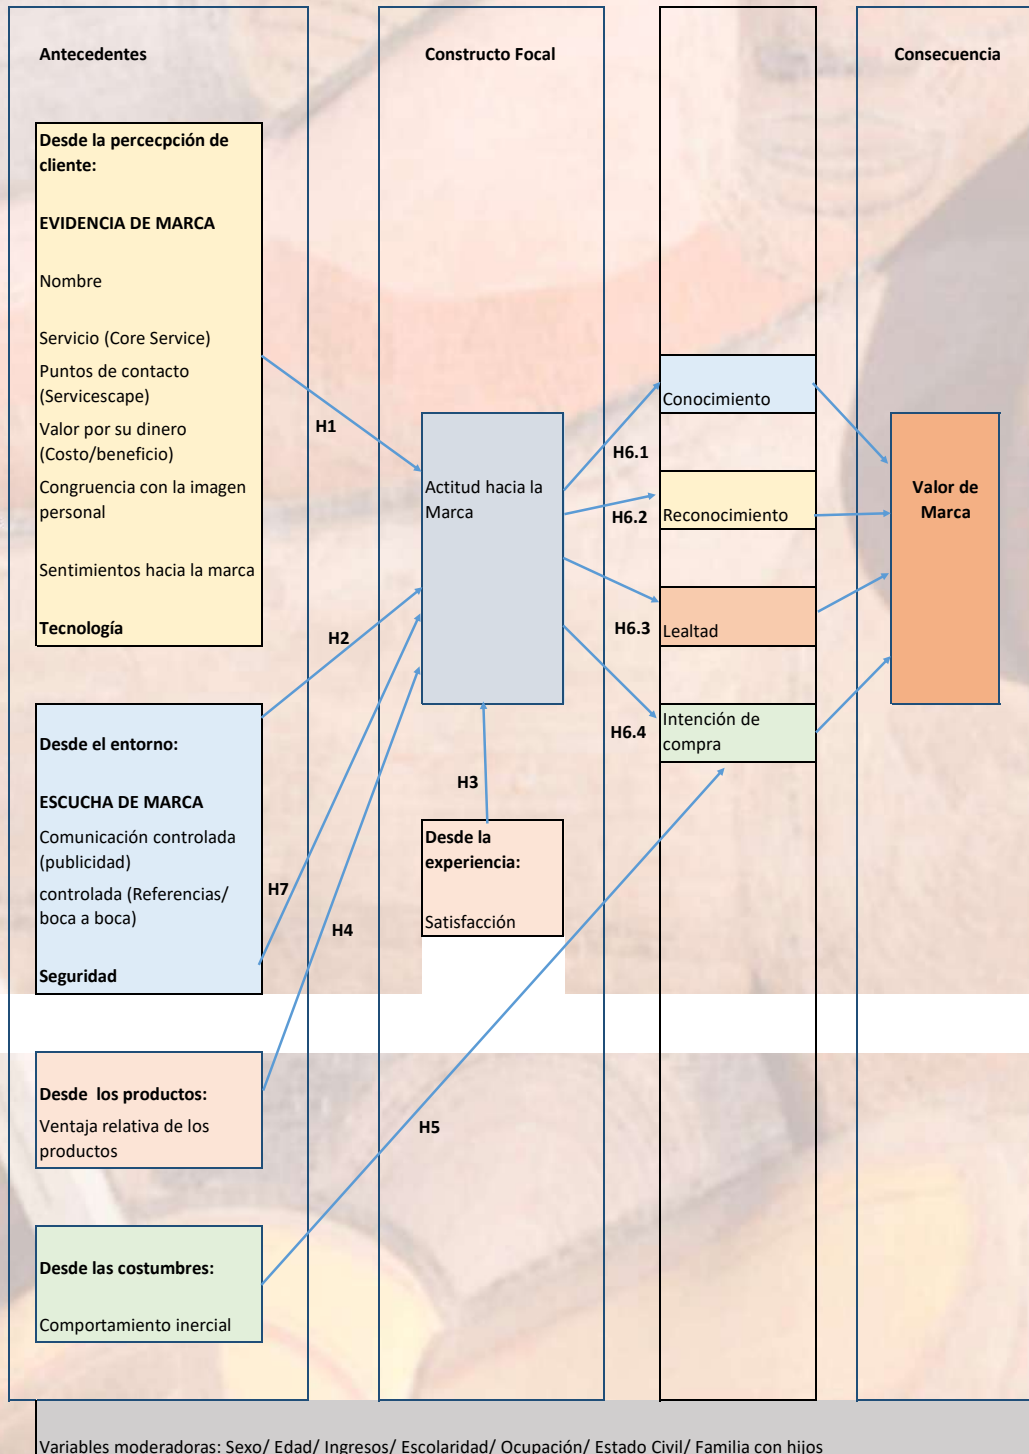 Antecedentes
Constructo Focal
Consecuencia
Desde la percecpción de
cliente:
EVIDENCIA DE MARCA
Nombre
Servicio (Core Service)
Puntos de contacto
(Servicescape)
Valor por su dinero
(Costo/beneficio)
Congruencia con la imagen
personal
Sentimientos hacia la marca
Tecnología
H1
H2
Desde el entorno:
ESCUCHA DE MARCA
Comunicación controlada
(publicidad)
controlada (Referencias/
boca a boca)
Seguridad
H7
H4
Desde  los productos:
Ventaja relativa de los
productos
Desde las costumbres:
Comportamiento inercial
H5
Actitud hacia la
Marca
H3
Desde la
experiencia:
Satisfacción
H6.1
H6.2
H6.3
H6.4
Conocimiento
Reconocimiento
Lealtad
Intención de
compra
Valor de
Marca
Variables moderadoras: Sexo/ Edad/ Ingresos/ Escolaridad/ Ocupación/ Estado Civil/ Familia con hijos